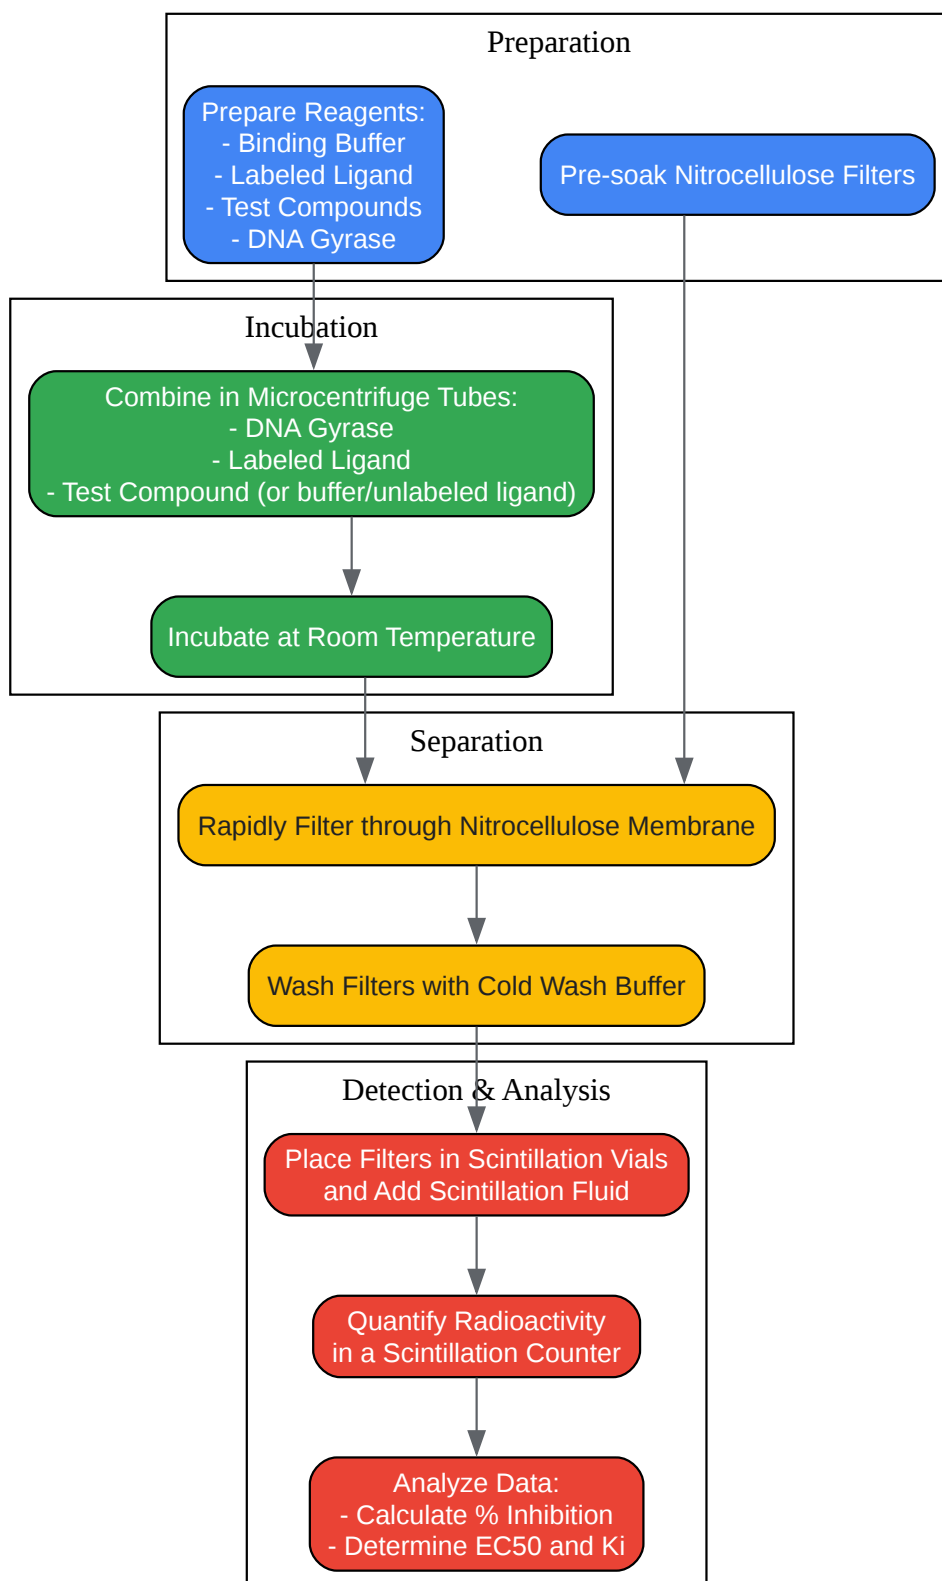 Preparation
Prepare Reagents:
- Binding Buffer
- Labeled Ligand
- Test Compounds
- DNA Gyrase
Pre-soak Nitrocellulose Filters
Incubation
Combine in Microcentrifuge Tubes:
- DNA Gyrase
- Labeled Ligand
- Test Compound (or buffer/unlabeled ligand)
Incubate at Room Temperature
Separation
Rapidly Filter through Nitrocellulose Membrane
Wash Filters with Cold Wash Buffer
Detection & Analysis
Place Filters in Scintillation Vials
and Add Scintillation Fluid
Quantify Radioactivity
in a Scintillation Counter
Analyze Data:
- Calculate % Inhibition
- Determine EC50 and Ki